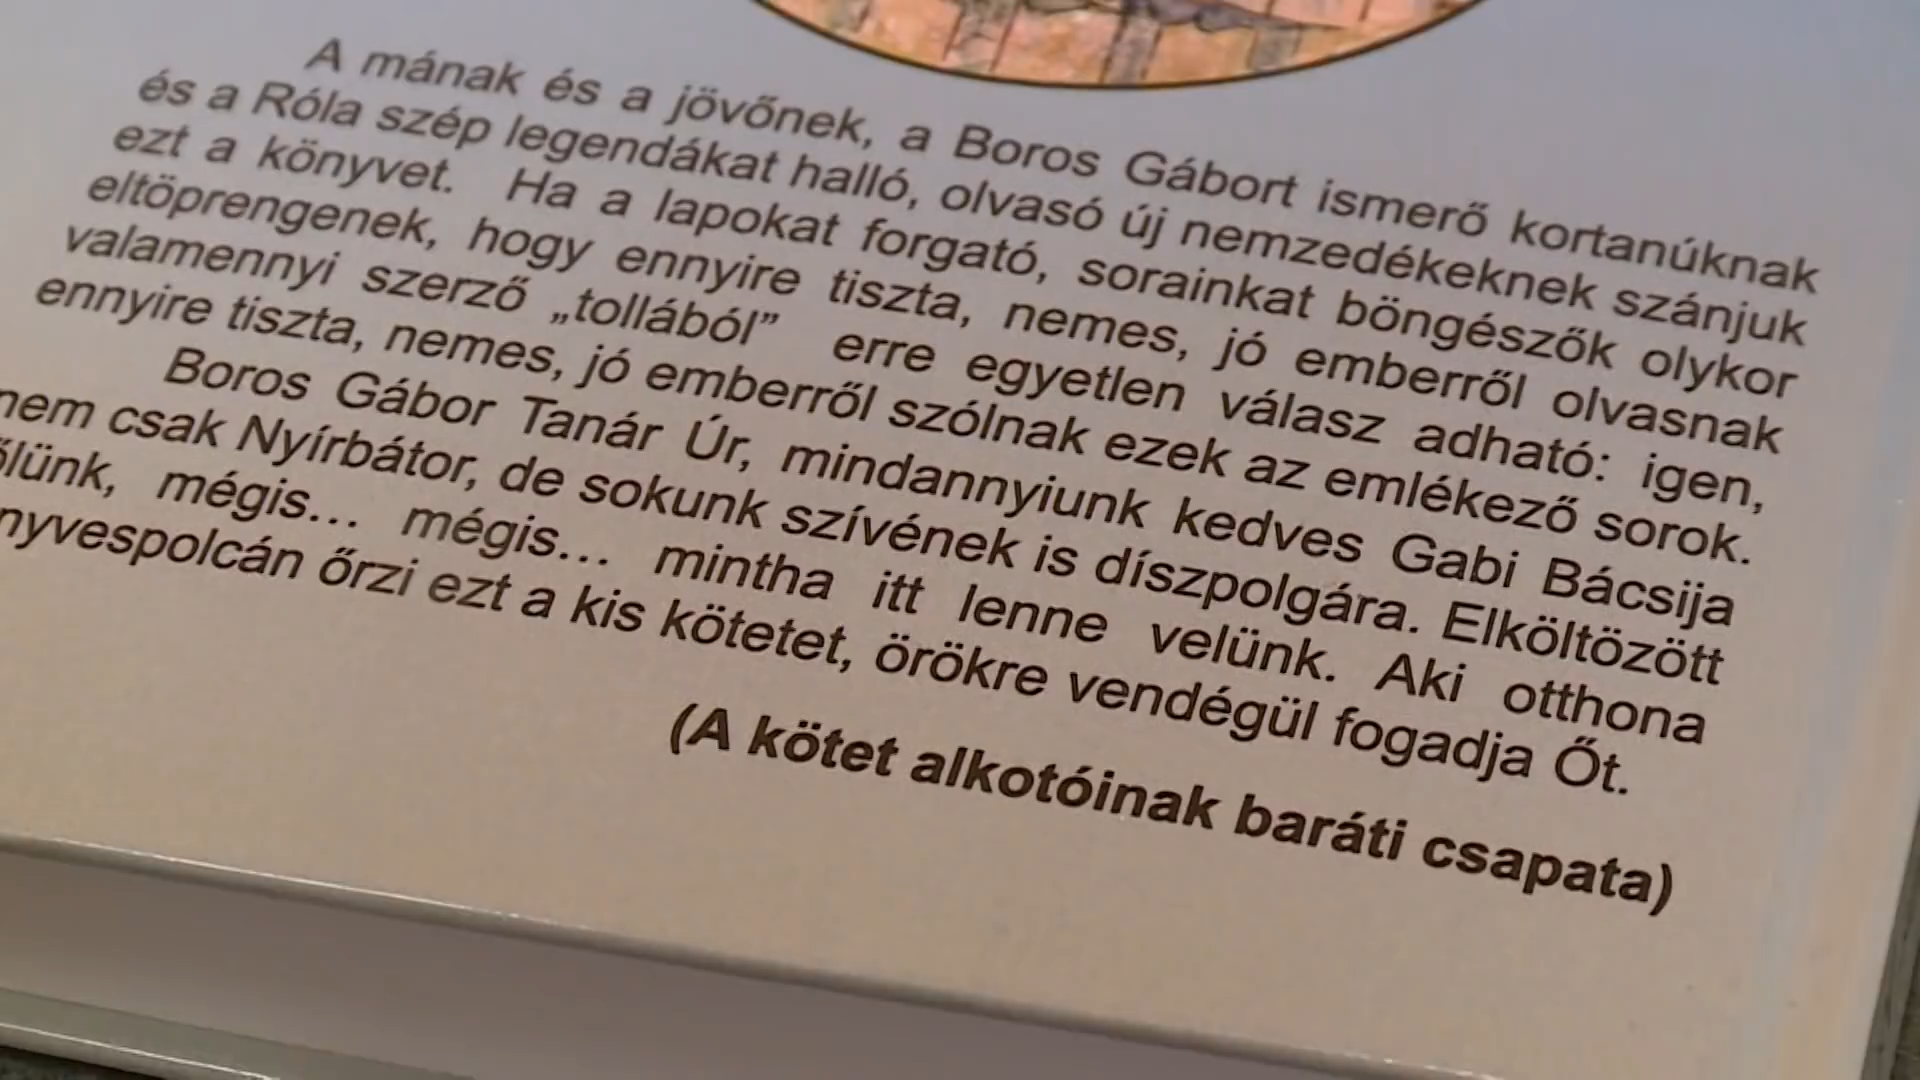 A mának és a jövőnek, a Boros Gábort ismerő kortanúknak
és a Róla szép legendákat halló, olvasó új nemzedékeknek szánjuk
ezt a könyvet. Ha a lapokat forgató, sorainkat böngészők olykor
eltöprengenek, hogy ennyire tiszta, nemes, jó emberről olvasnak
valamennyi szerző „tollából” erre egyetlen válasz adható: igen,
ennyire tiszta, nemes, jó emberről szólnak ezek az emlékező sorok.
Boros Gábor Tanár Úr, mindannyiunk kedves Gabi Bácsija
nem csak Nyírbátor, de sokunk szívének is díszpolgára. Elköltözött
őlünk, mégis... mégis... mintha itt lenne velünk. Aki otthona
nyvespolcán őrzi ezt a kis kötetet, örökre vendégül fogadja Őt.
(A kötet alkotóinak baráti csapata)